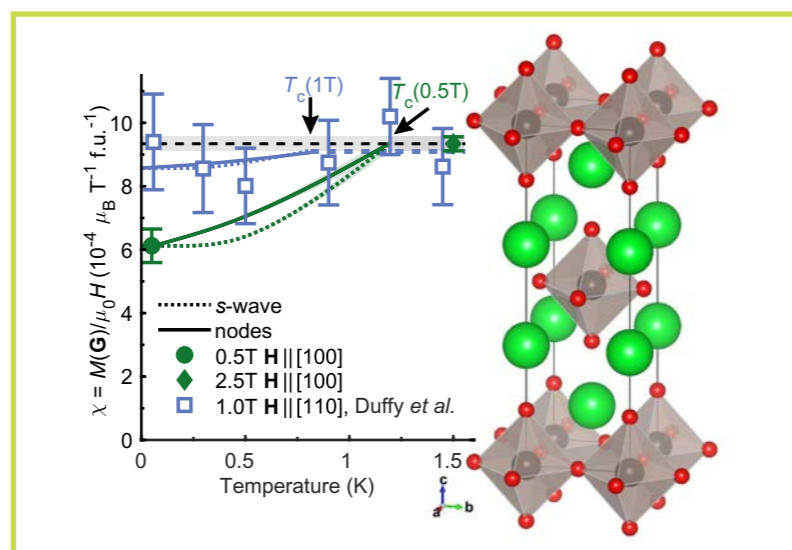 T_c(1T)
T_c(0.5T)
χ = M(G)/μ₀H (10⁻⁴ μ_B T⁻¹ f.u.⁻¹)
10
8
6
4
2
0
s-wave
nodes
0.5T H || [100]
2.5T H || [100]
1.0T H || [110], Duffy et al.
0
0.5
1
1.5
Temperature (K)
c
a
b